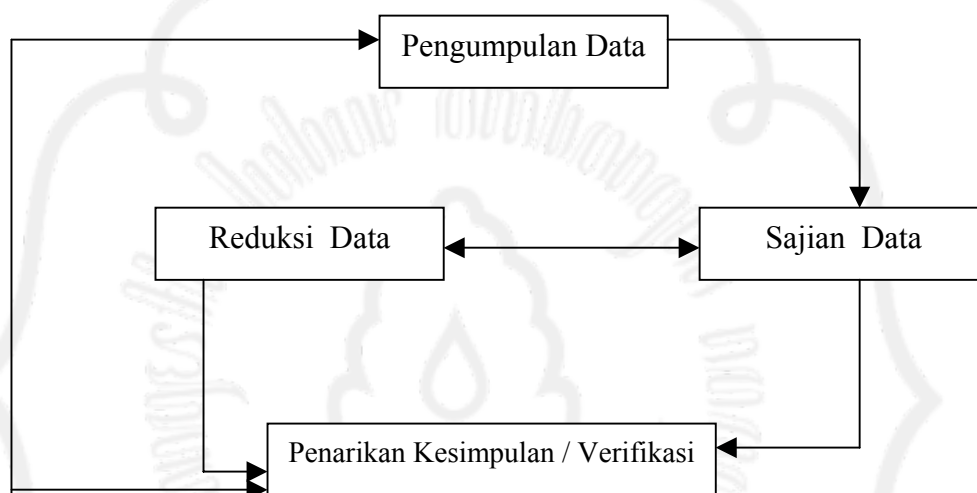 Pengumpulan Data
Reduksi Data
Sajian Data
Penarikan Kesimpulan / Verifikasi